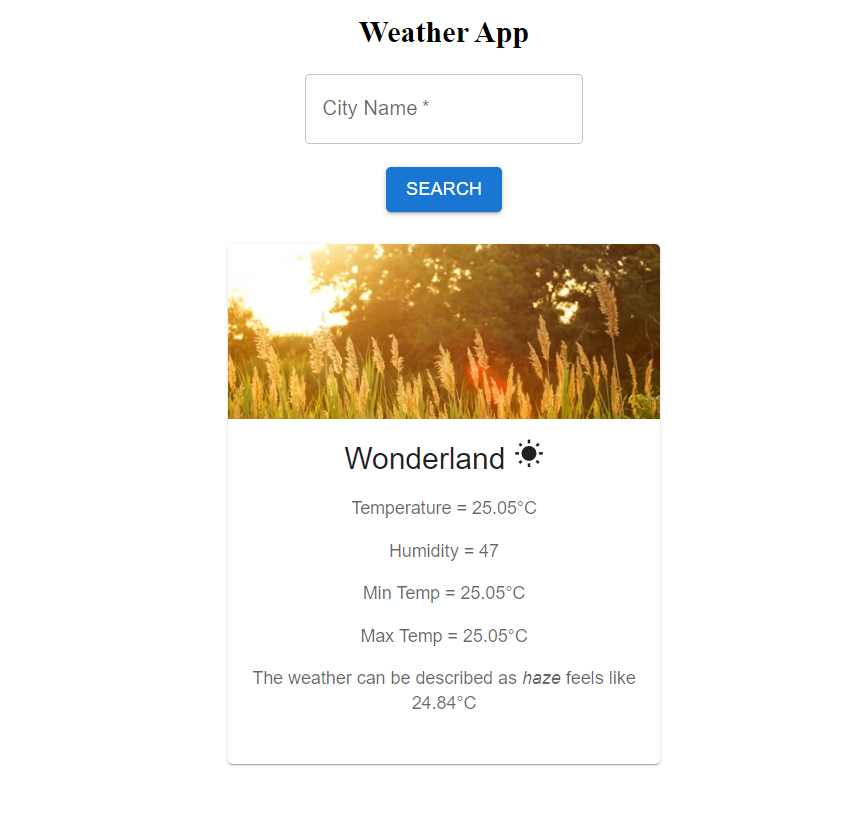 Weather App
City Name *
SEARCH
Wonderland
Temperature = 25.05°C
Humidity = 47
Min Temp = 25.05°C
Max Temp = 25.05°C
The weather can be described as haze feels like
24.84°C